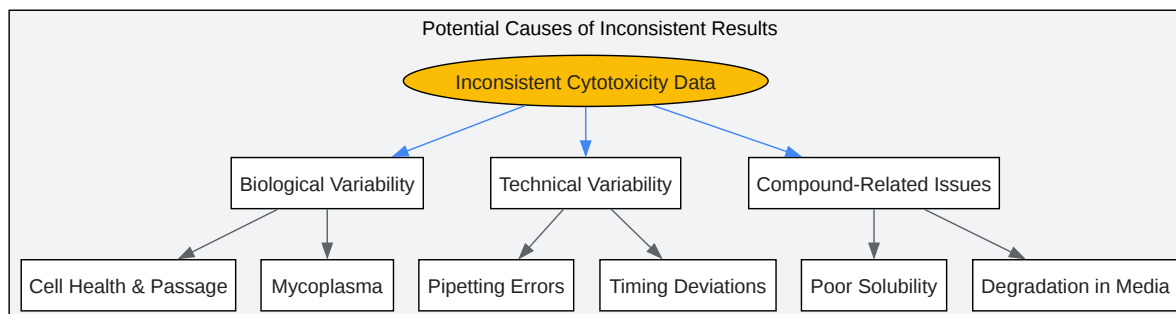 Potential Causes of Inconsistent Results
Inconsistent Cytotoxicity Data
Biological Variability
Technical Variability
Compound-Related Issues
Cell Health & Passage
Mycoplasma
Pipetting Errors
Timing Deviations
Poor Solubility
Degradation in Media